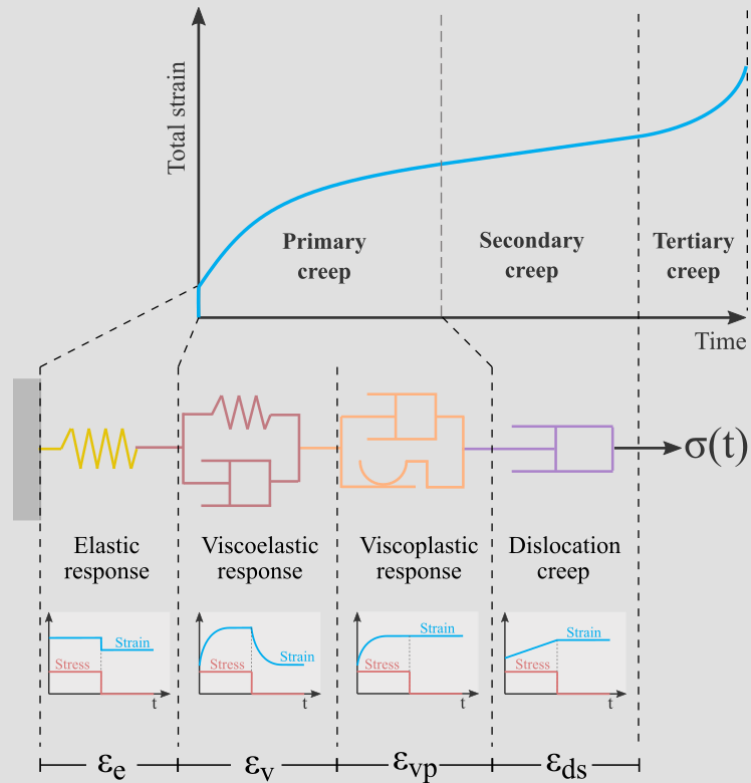 Total strain
Primary
creep
Secondary
creep
Tertiary
creep
Time
σ(t)
Elastic
response
Viscoelastic
response
Viscoplastic
response
Dislocation
creep
Strain
Stress
t
Stress
Strain
t
Strain
Stress
t
Strain
Stress
t
εe
εv
εvp
εds